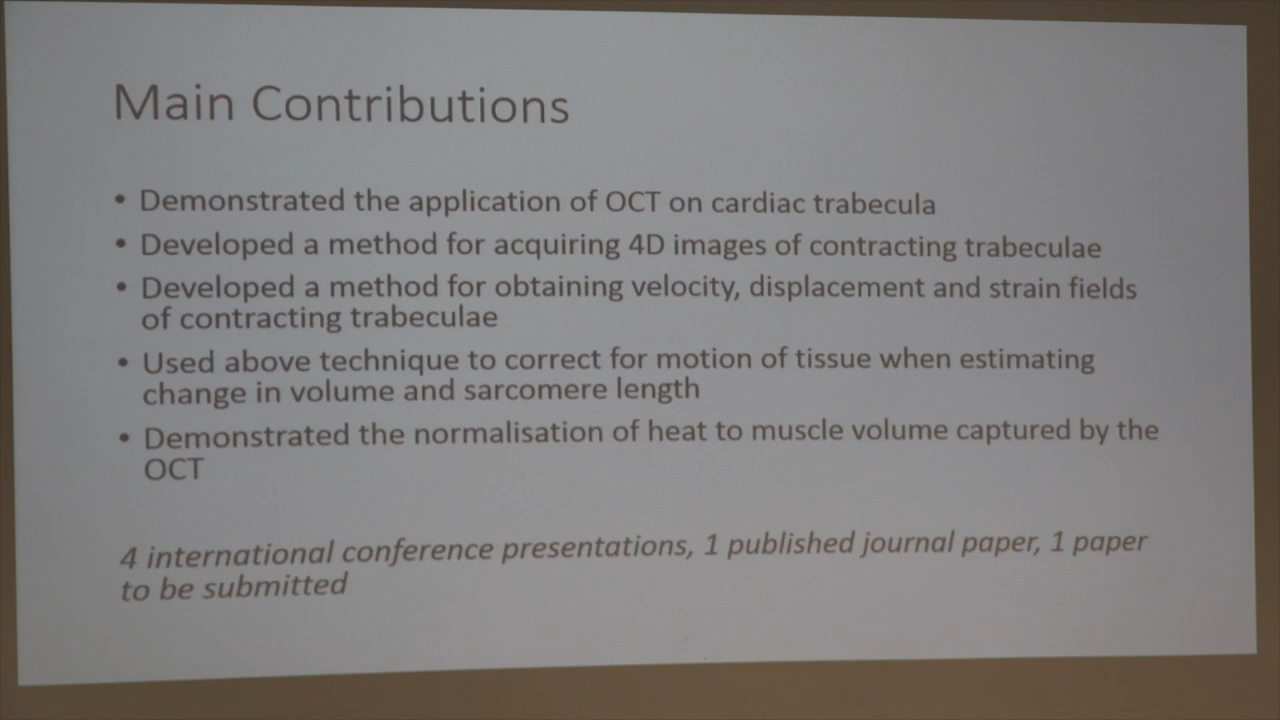 Main Contributions
• Demonstrated the application of OCT on cardiac trabecula
• Developed a method for acquiring 4D images of contracting trabeculae
• Developed a method for obtaining velocity, displacement and strain fields
of contracting trabeculae
• Used above technique to correct for motion of tissue when estimating
change in volume and sarcomere length
• Demonstrated the normalisation of heat to muscle volume captured by the
OCT
4 international conference presentations, 1 published journal paper, 1 paper
to be submitted